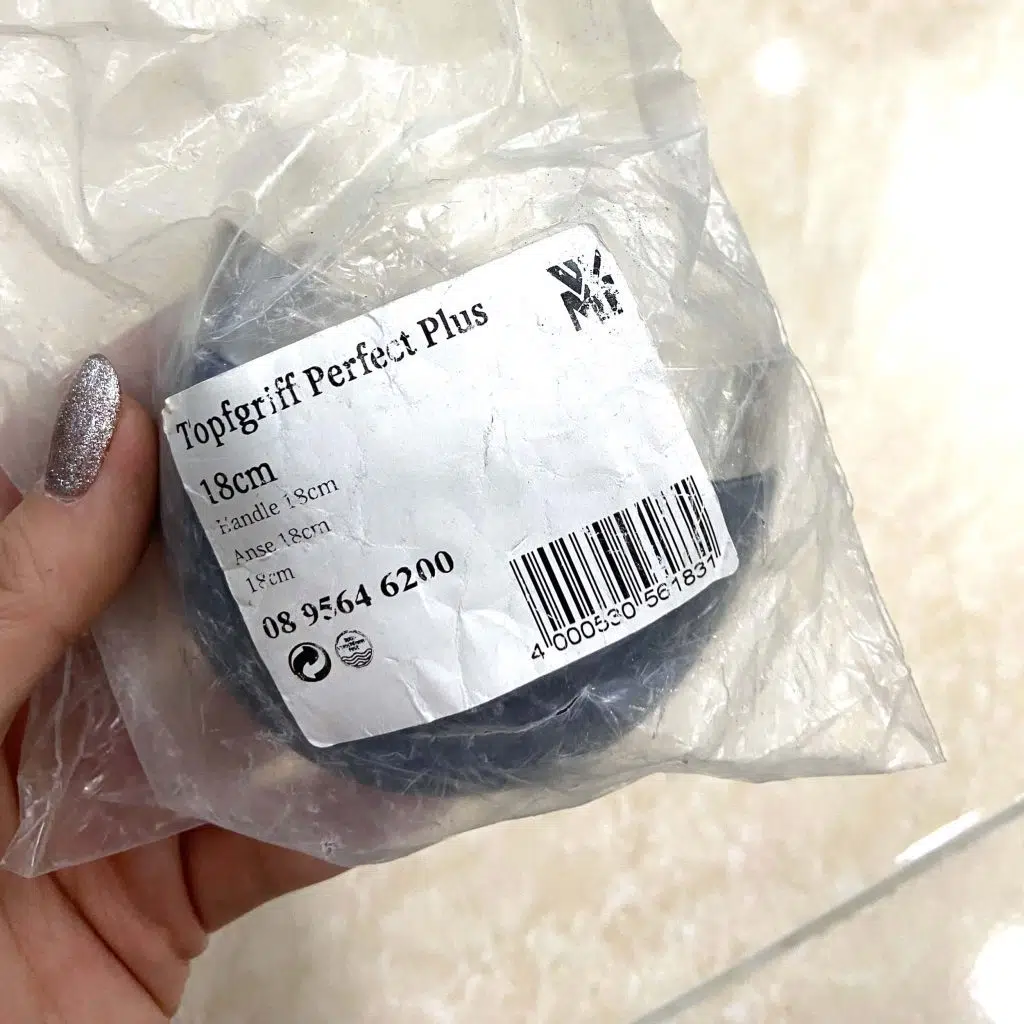 WMF
Topfgriff Perfect Plus
18cm
Handle 18cm
Anse 18cm
18cm
08 9564 6200
4 000530 561831